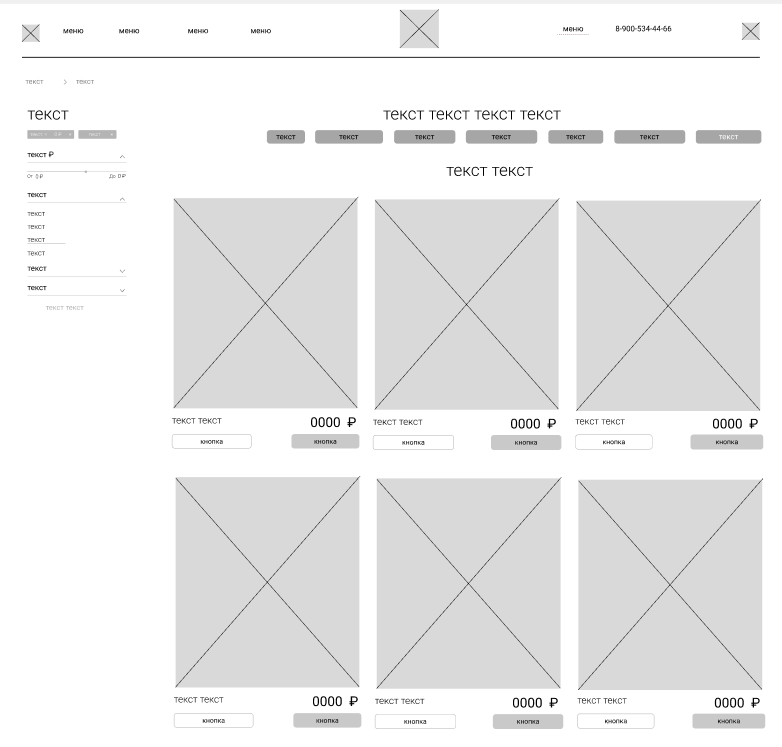 меню меню меню меню меню 8-900-534-44-66
текст > текст
текст
текст текст текст текст
текст текст текст текст текст текст текст
текст ₽
От 0 ₽ До 0 ₽
текст текст
текст
текст
текст
текст
текст
текст
текст
текст текст
текст текст 0000 ₽ текст текст 0000 ₽ текст текст 0000 ₽
кнопка кнопка кнопка кнопка кнопка кнопка
текст текст 0000 ₽ текст текст 0000 ₽ текст текст 0000 ₽
кнопка кнопка кнопка кнопка кнопка кнопка